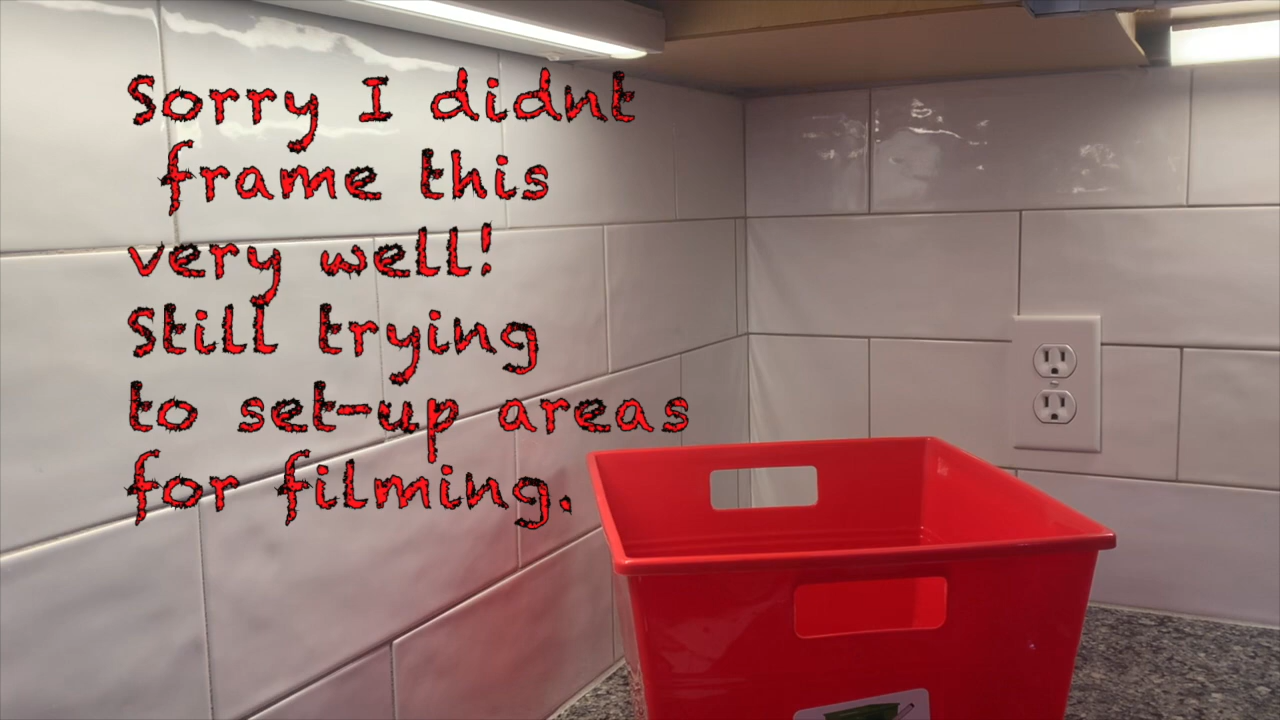 Sorry I didnt
frame this
very well!
Still trying
to set-up areas
for filming.